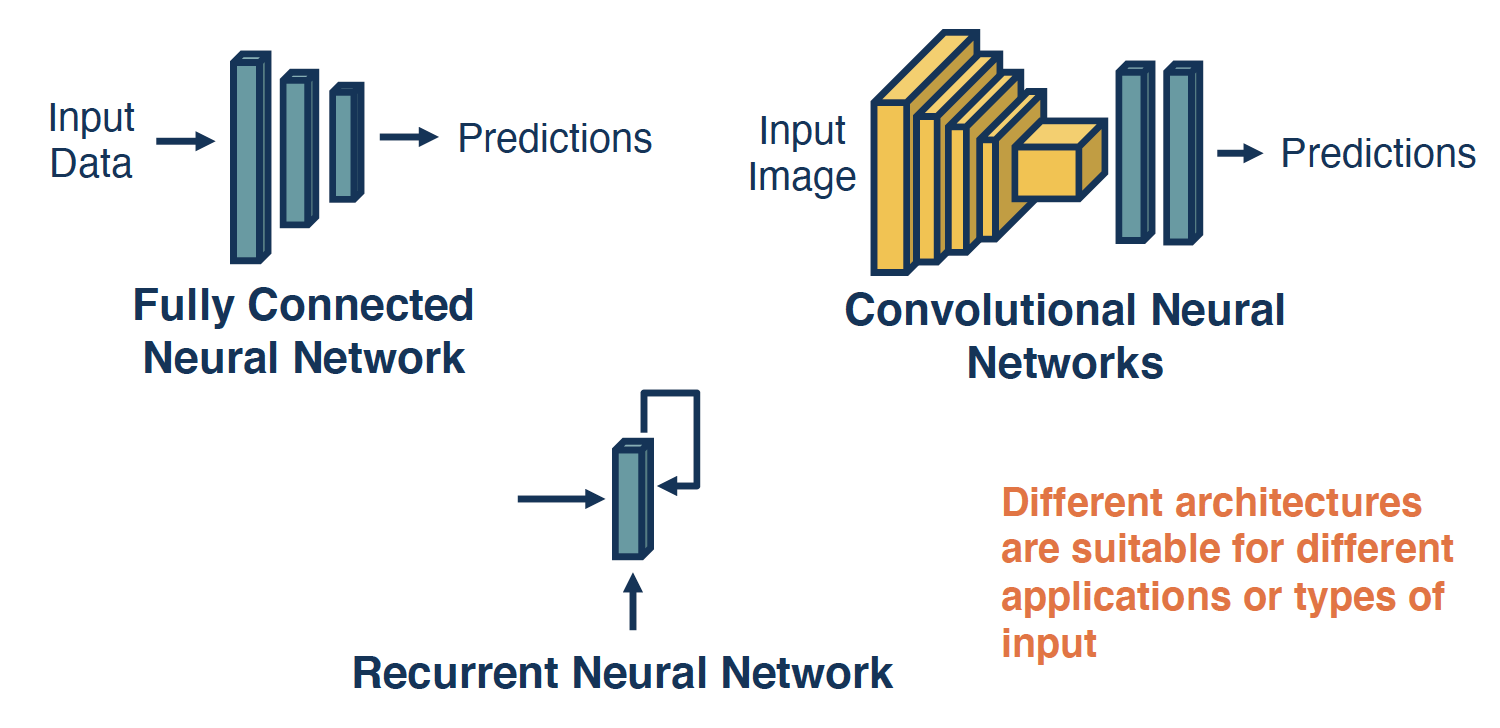 Input
Data
Predictions
Fully Connected
Neural Network
Input
Image
Predictions
Convolutional Neural
Networks
Recurrent Neural Network
Different architectures
are suitable for different
applications or types of
input